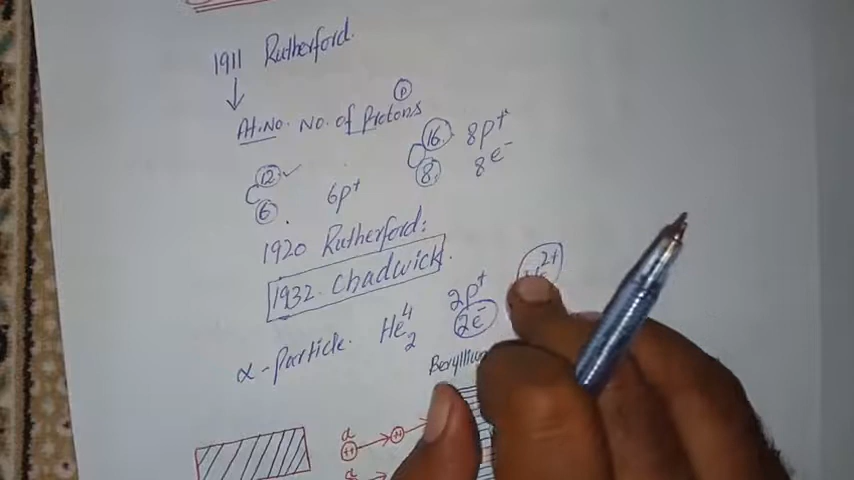 1911 Rutherford.
At.No. No. of Protons P
C 12 6 6p+ O 16 8 8p+ 8e-
1920 Rutherford:
1932. Chadwick.
α-Particle. He 4 2 2p+ 2e- 2+
Beryllium
α ++ ++
α ++